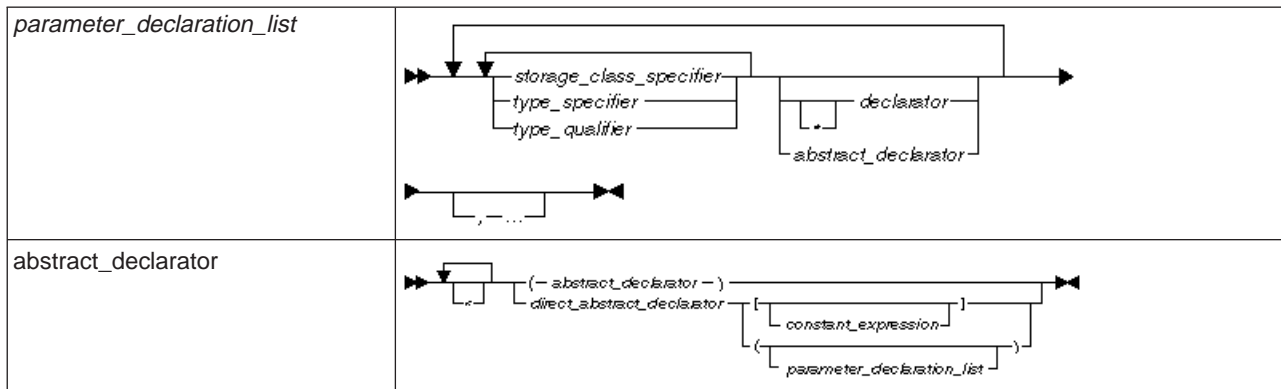 parameter_declaration_list
storage_class_specifier
type_specifier
type_qualifier
declarator
*
abstract_declarator
, ...
abstract_declarator
( abstract_declarator )
direct_abstract_declarator
[ constant_expression ]
( parameter_declaration_list )